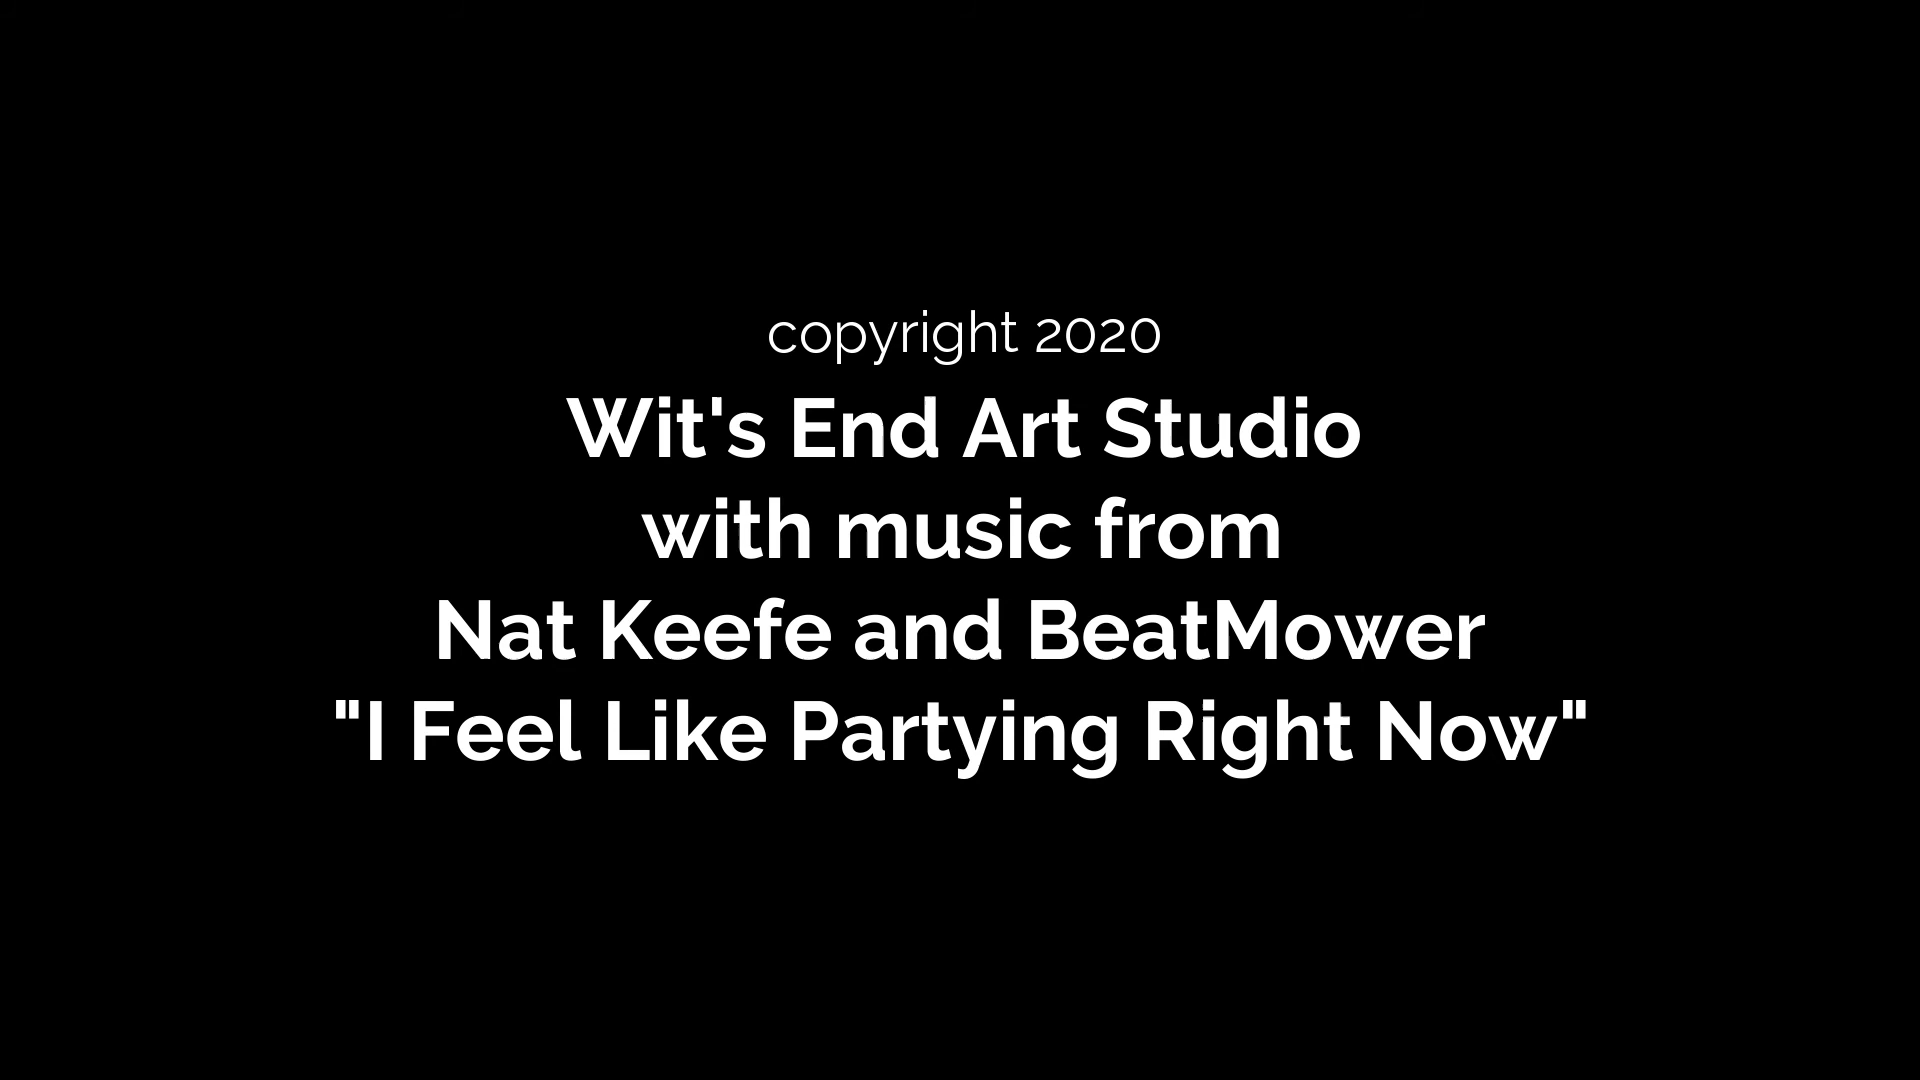 copyright 2020
Wit's End Art Studio
with music from
Nat Keefe and BeatMower
"I Feel Like Partying Right Now"